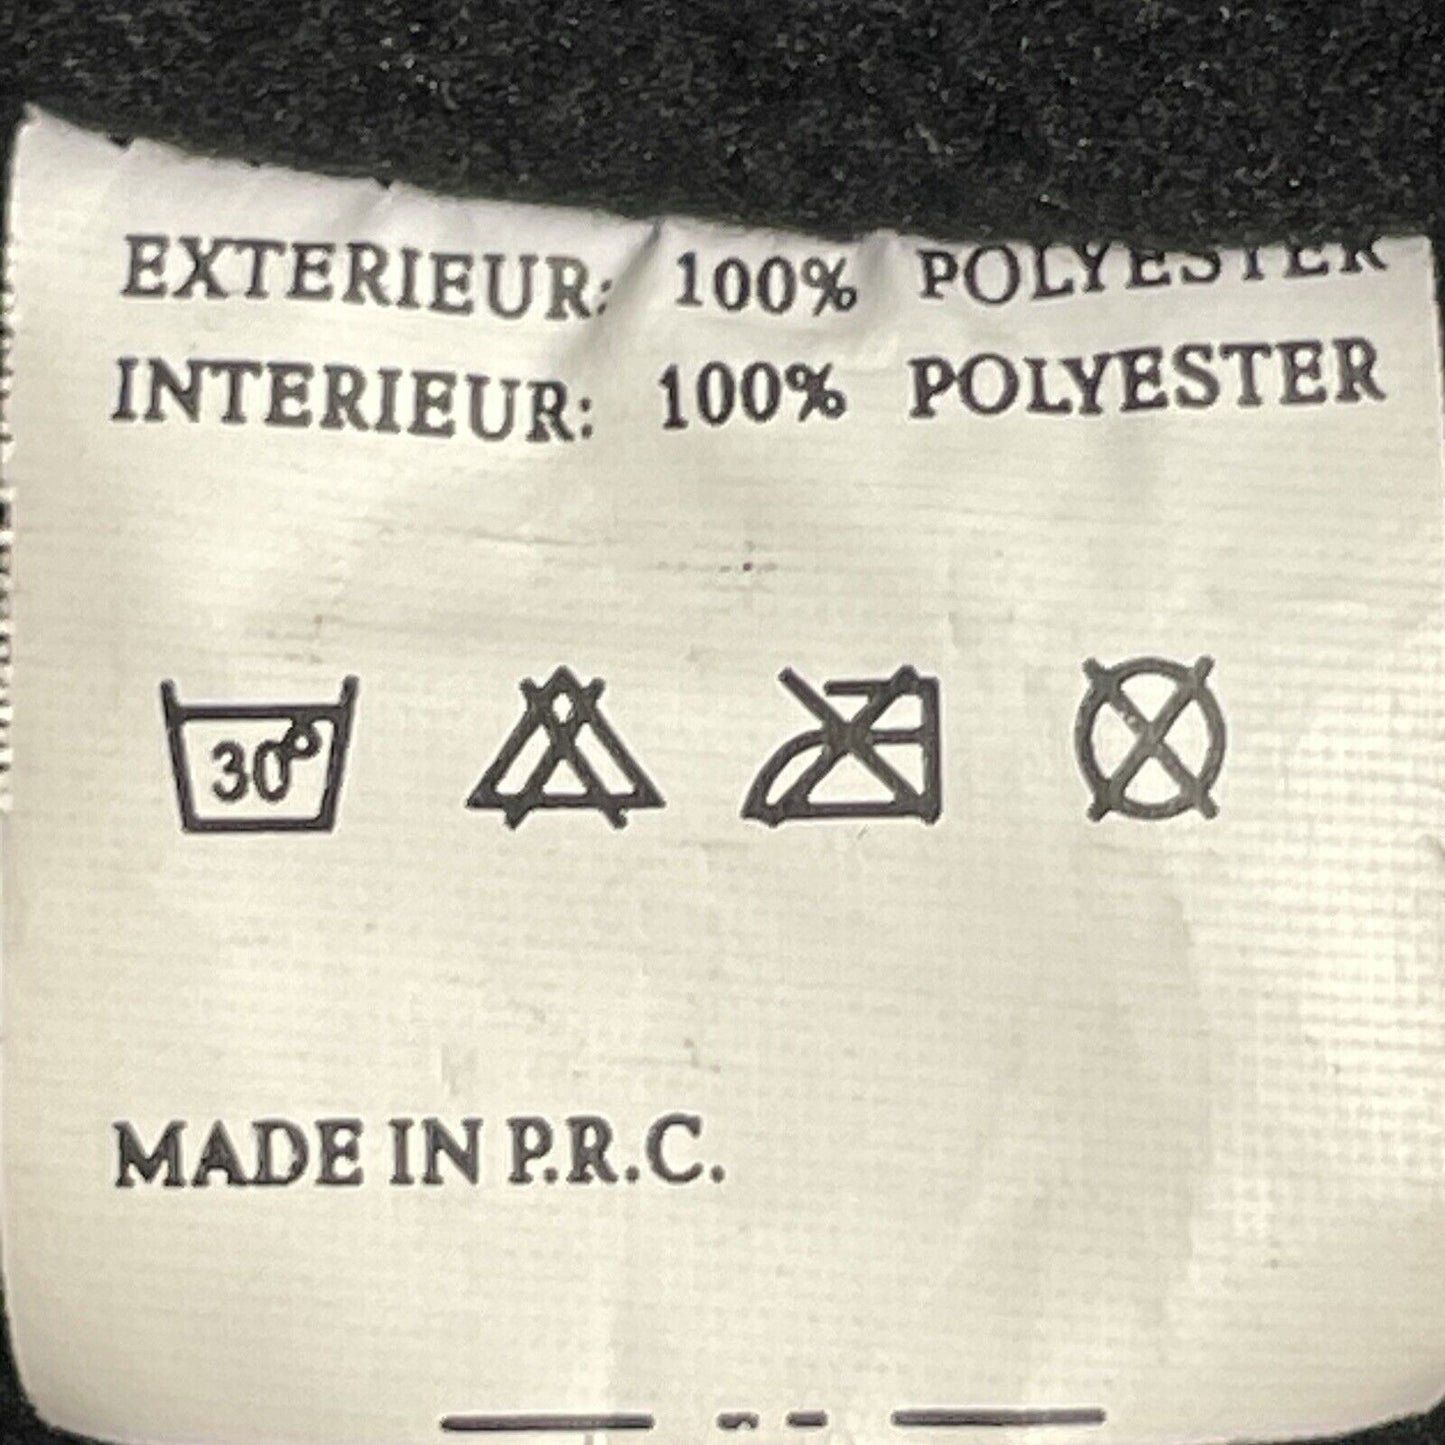 EXTERIEUR: 100% POLYESTER
INTERIEUR: 100% POLYESTER
30°
MADE IN P.R.C.